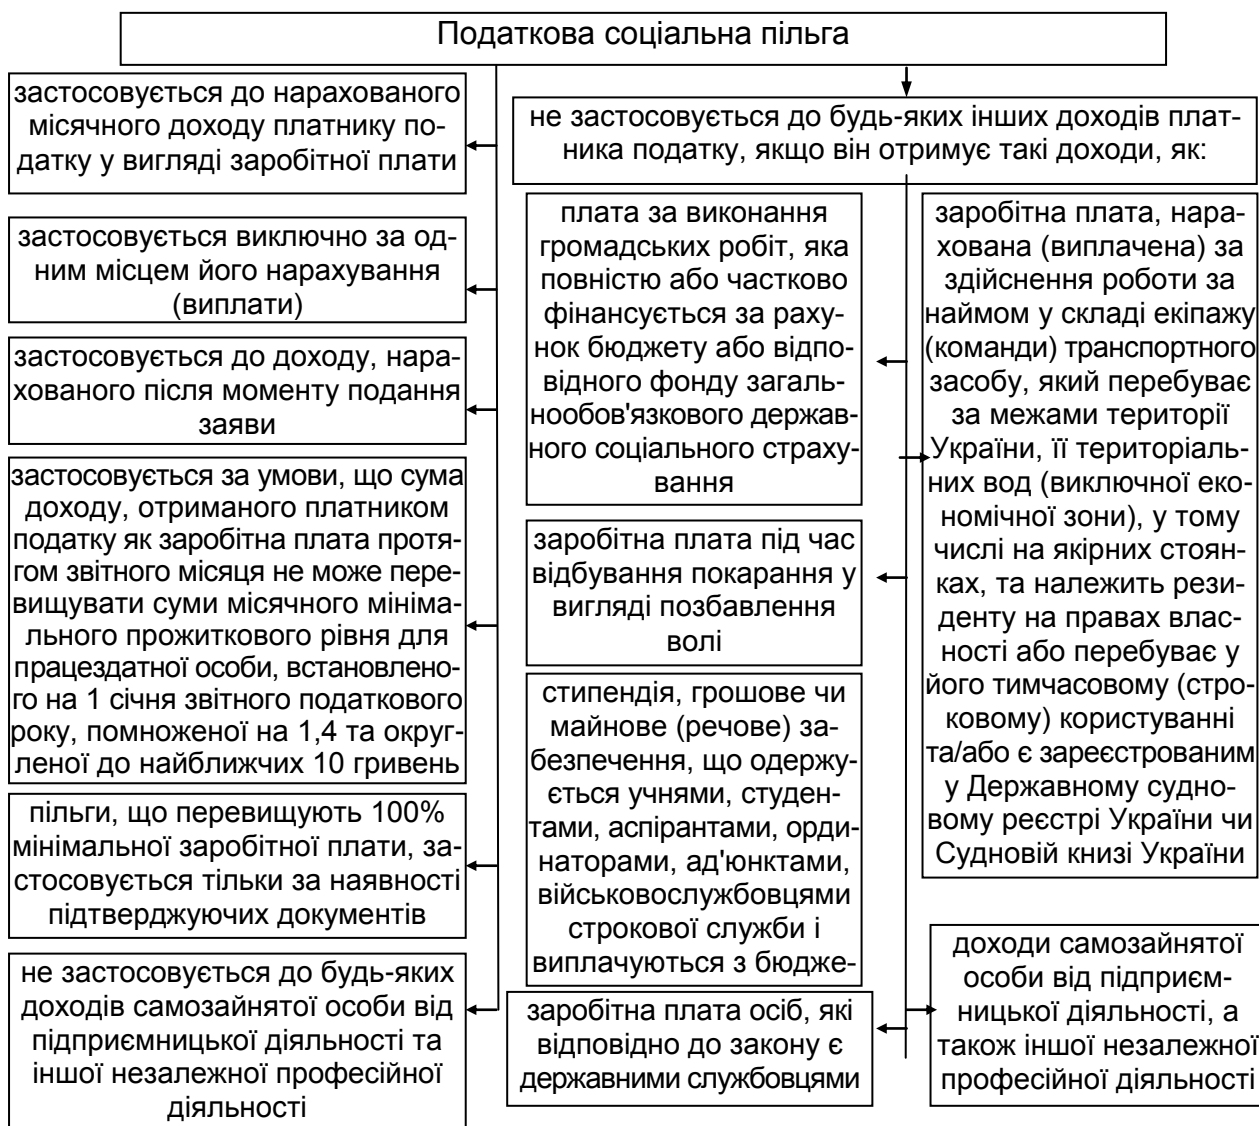 Податкова соціальна пільга
застосовується до нарахованого
місячного доходу платнику по-
датку у вигляді заробітної плати
застосовується виключно за од-
ним місцем його нарахування
(виплати)
застосовується до доходу, нара-
хованого після моменту подання
заяви
застосовується за умови, що сума
доходу, отриманого платником
податку як заробітна плата протя-
гом звітного місяця не може пере-
вищувати суми місячного мініма-
льного прожиткового рівня для
працездатної особи, встановлено-
го на 1 січня звітного податкового
року, помноженої на 1,4 та округ-
леної до найближчих 10 гривень
пільги, що перевищують 100%
мінімальної заробітної плати, за-
стосовується тільки за наявності
підтверджуючих документів
не застосовується до будь-яких
доходів самозайнятої особи від
підприємницької діяльності та
іншої незалежної професійної
діяльності
не застосовується до будь-яких інших доходів плат-
ника податку, якщо він отримує такі доходи, як:
плата за виконання
громадських робіт, яка
повністю або частково
фінансується за раху-
нок бюджету або відпо-
відного фонду загаль-
нообов'язкового держав-
ного соціального страху-
вання
заробітна плата під час
відбування покарання у
вигляді позбавлення
волі
стипендія, грошове чи
майнове (речове) за-
безпечення, що одержу-
ється учнями, студен-
тами, аспірантами, орди-
наторами, ад'юнктами,
військовослужбовцями
строкової служби і
виплачуються з бюдже-
заробітна плата осіб, які
відповідно до закону є
державними службовцями
заробітна плата, нара-
хована (виплачена) за
здійснення роботи за
наймом у складі екіпажу
(команди) транспортного
засобу, який перебуває
за межами території
України, її територіаль-
них вод (виключної еко-
номічної зони), у тому
числі на якірних стоян-
ках, та належить рези-
денту на правах влас-
ності або перебуває у
його тимчасовому (стро-
ковому) користуванні
та/або є зареєстрованим
у Державному судно-
вому реєстрі України чи
Судновій книзі України
доходи самозайнятої
особи від підприєм-
ницької діяльності, а
також іншої незалежної
професійної діяльності